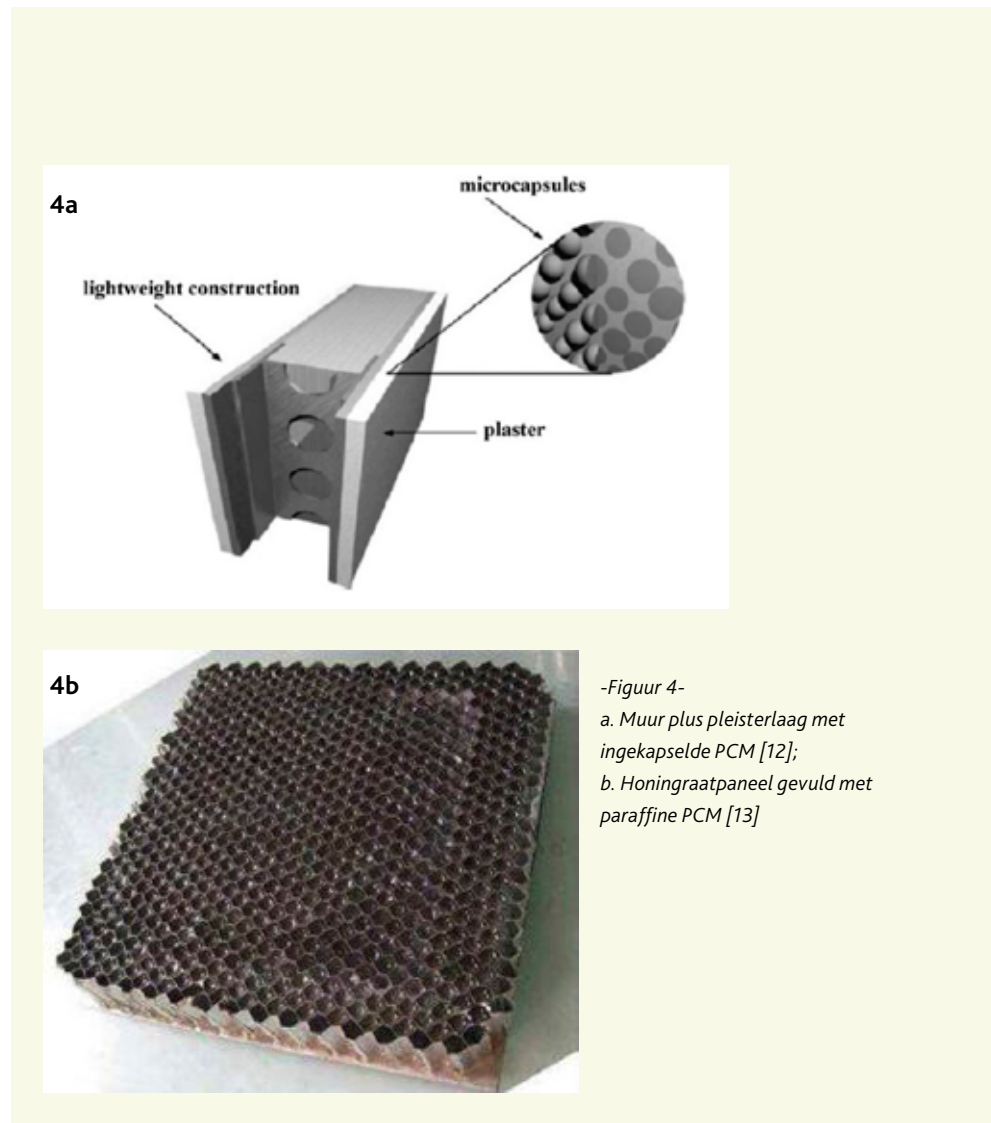 4a
microcapsules
lightweight construction
plaster
4b
-Figuur 4-
a. Muur plus pleisterlaag met
ingekapselde PCM [12];
b. Honingraatpaneel gevuld met
paraffine PCM [13]